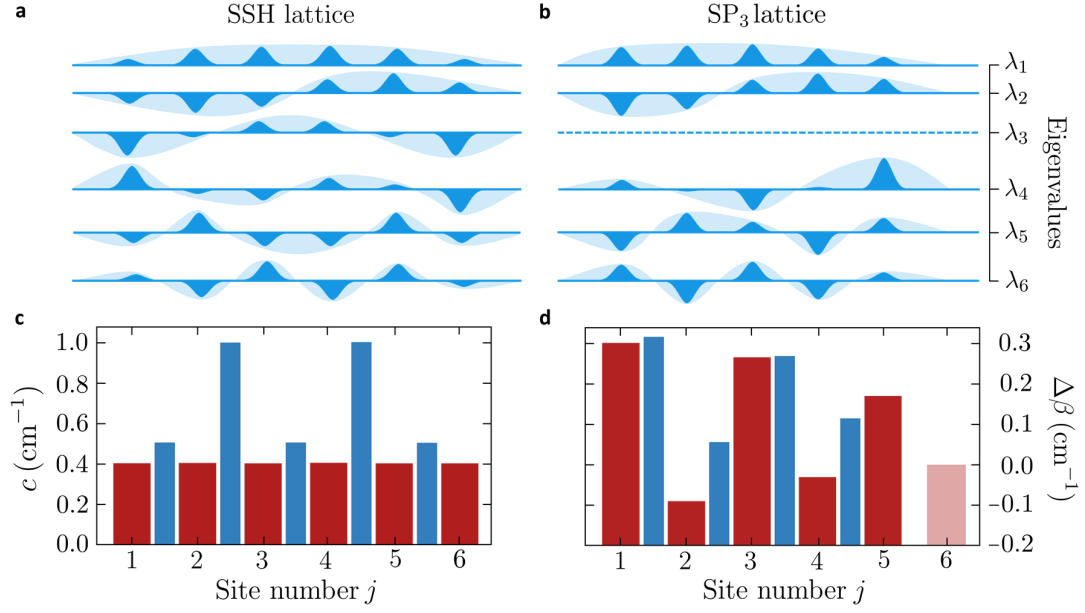 a
SSH lattice
b
SP₃ lattice
λ₁
λ₂
λ₃
λ₄
λ₅
λ₆
Eigenvalues
c
d
c (cm⁻¹)
1.0
0.8
0.6
0.4
0.2
0.0
1 2 3 4 5 6
Site number j
0.3
0.2
0.1
0.0
−0.1
−0.2
Δβ (cm⁻¹)
1 2 3 4 5 6
Site number j